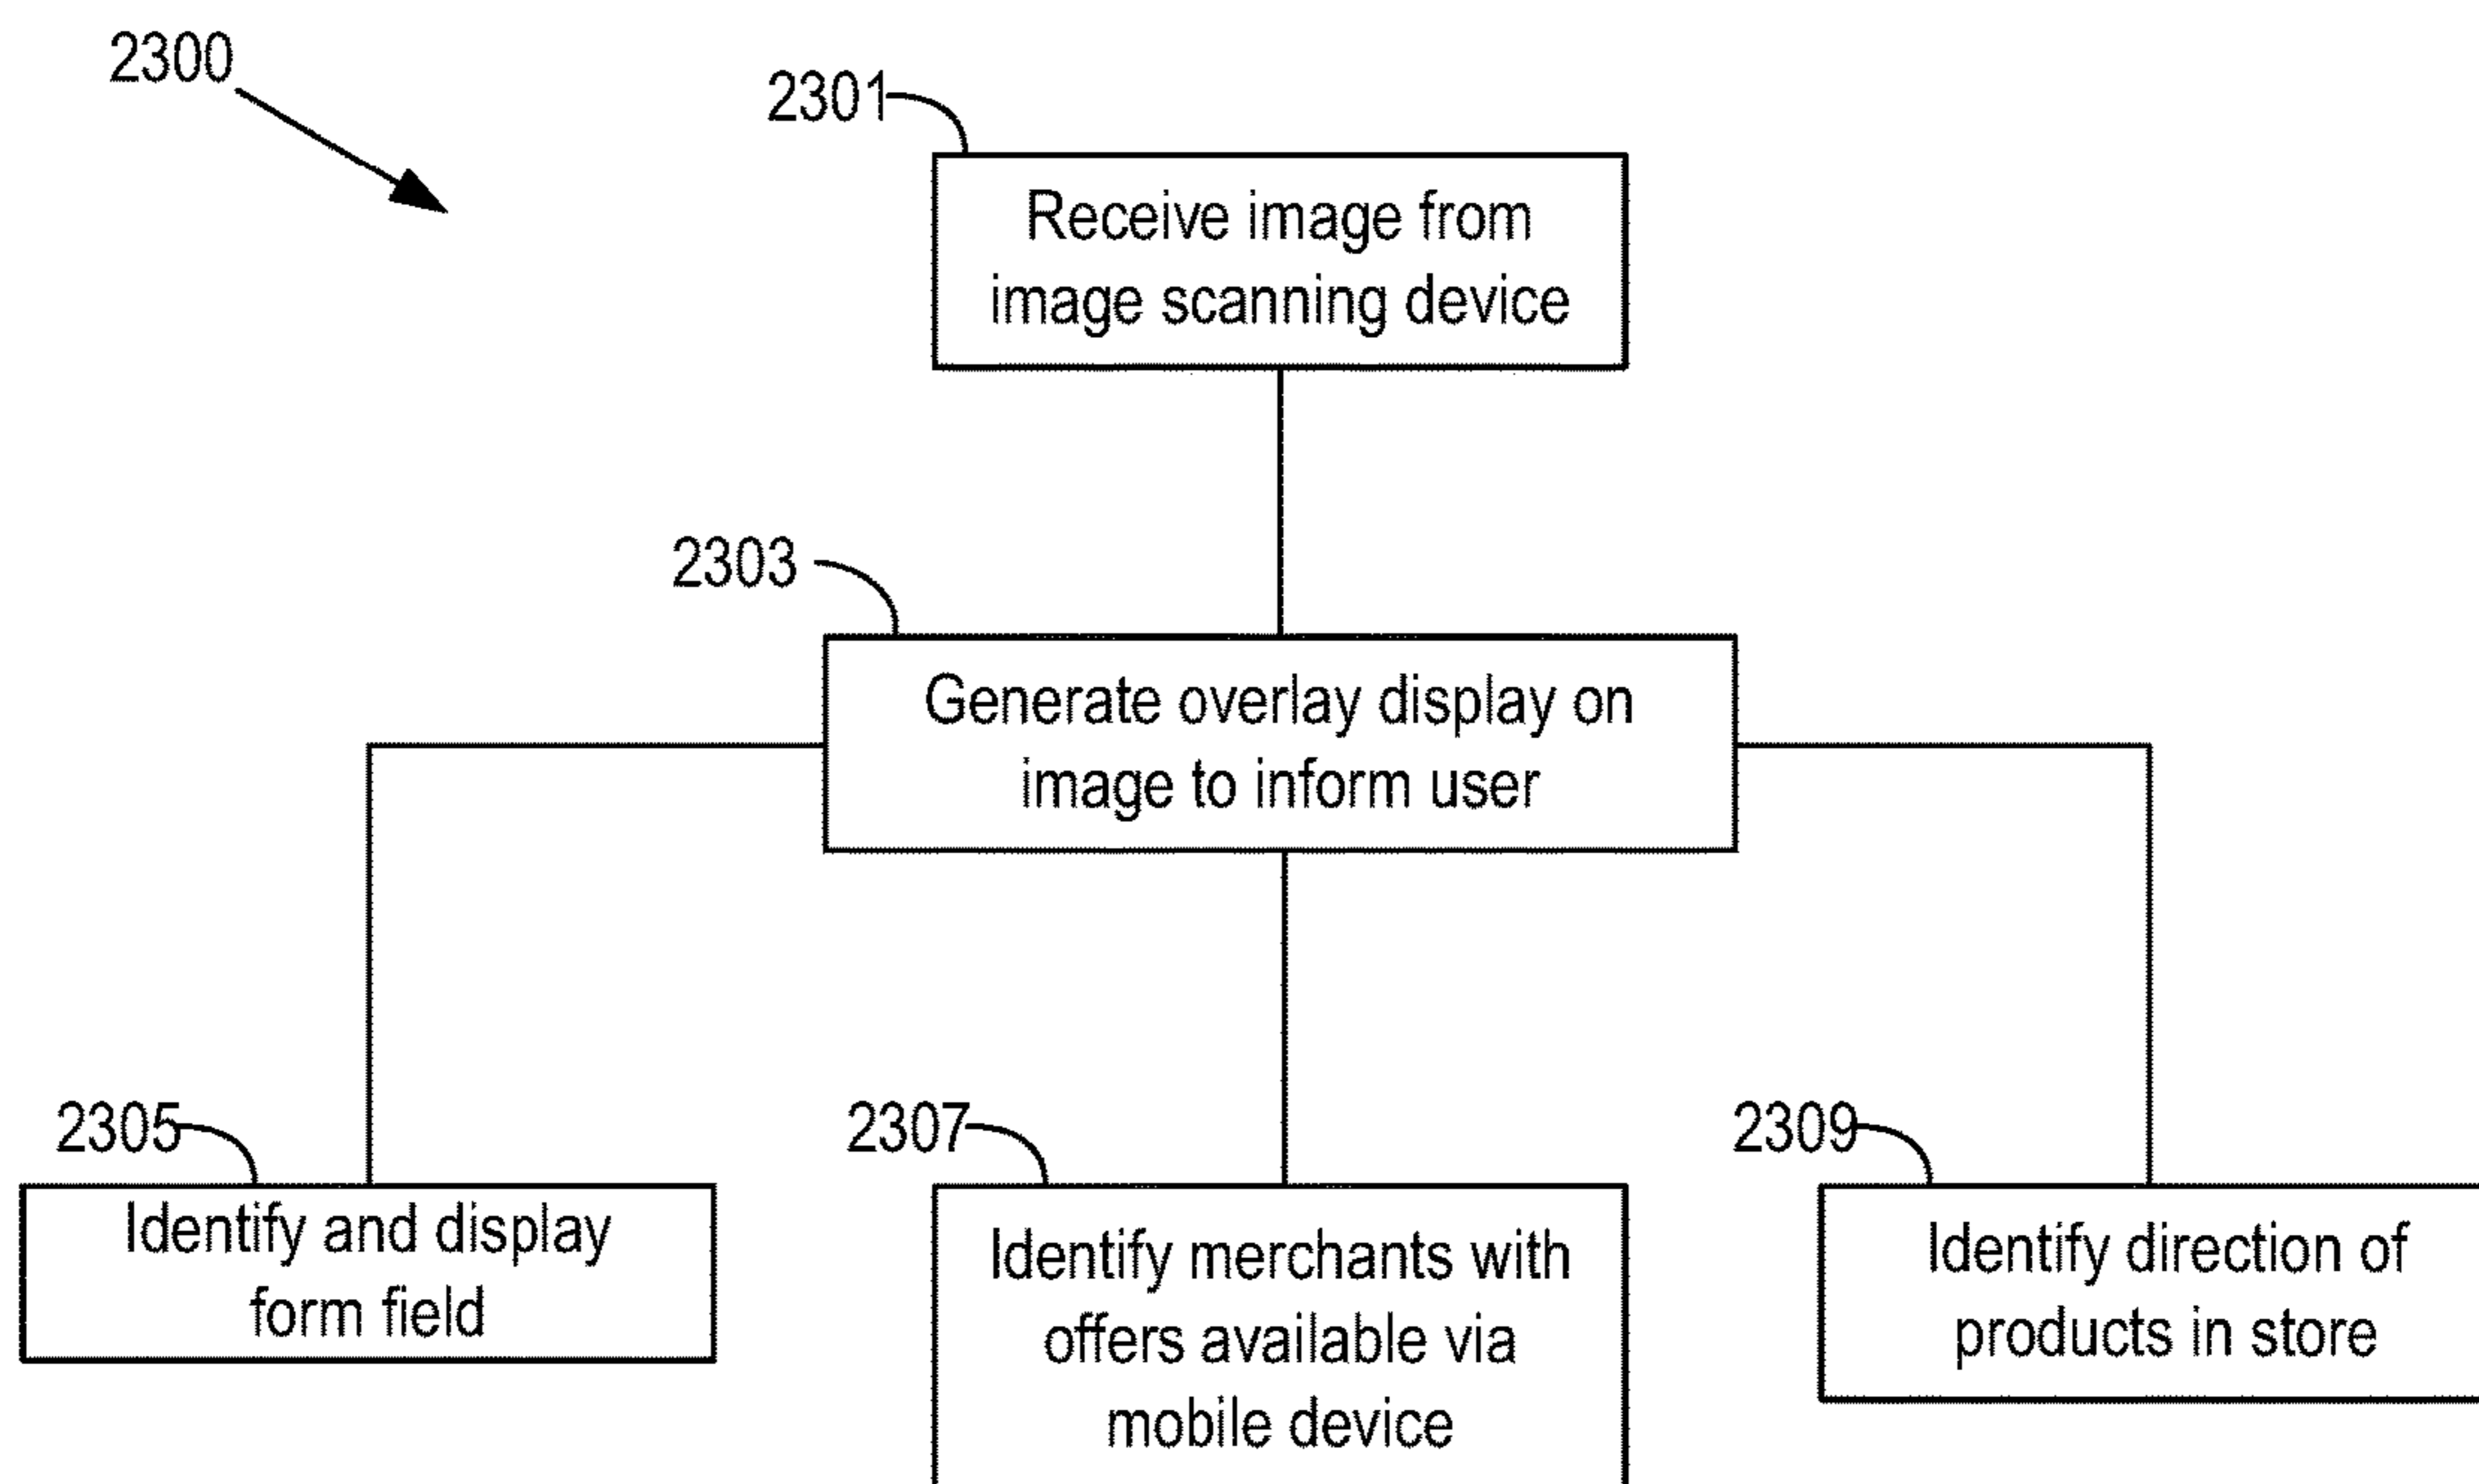 2300
2301
Receive image from
image scanning device
2303
Generate overlay display on
image to inform user
2305
Identify and display
form field
2307
Identify merchants with
offers available via
mobile device
2309
Identify direction of
products in store